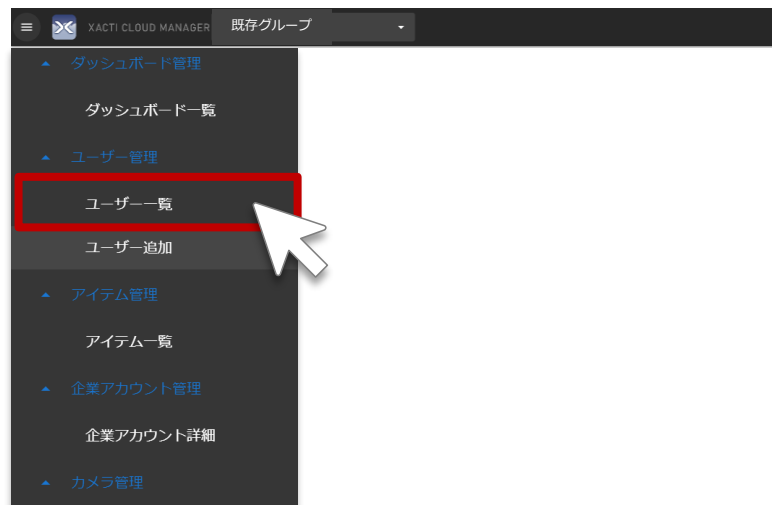 XACTI CLOUD MANAGER 既存グループ
ダッシュボード管理
ダッシュボード一覧
ユーザー管理
ユーザー一覧
ユーザー追加
アイテム管理
アイテム一覧
企業アカウント管理
企業アカウント詳細
カメラ管理